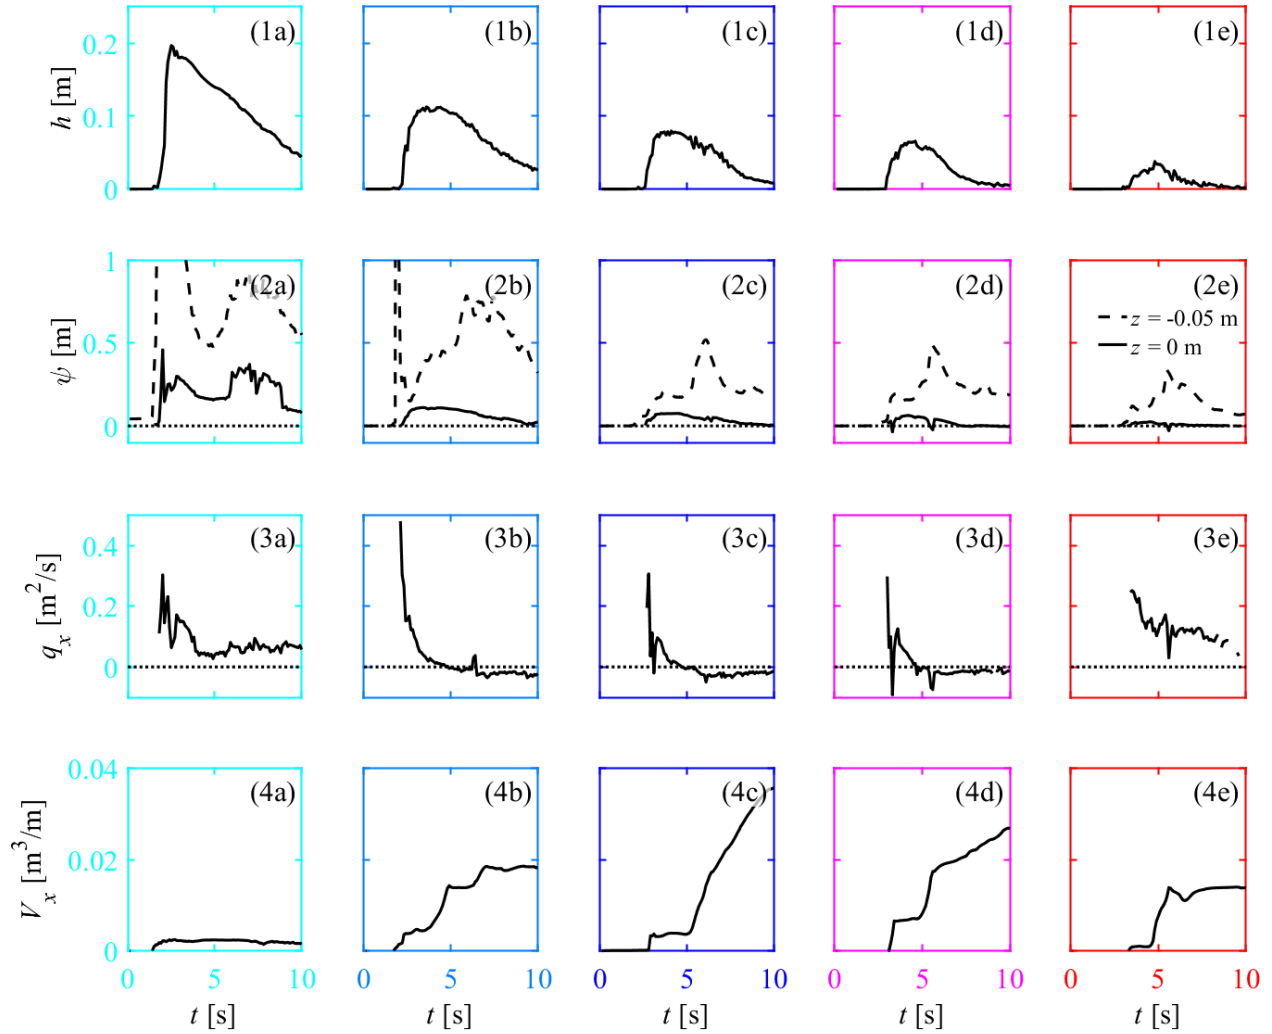 (1a) (1b) (1c) (1d) (1e)
0.2
0.1
0
h [m]
(2a) (2b) (2c) (2d) (2e)
1
0.5
0
ψ [m]
z = -0.05 m
z = 0 m
(3a) (3b) (3c) (3d) (3e)
0.4
0.2
0
q_x [m²/s]
(4a) (4b) (4c) (4d) (4e)
0.04
0.02
0
V_x [m³/m]
0 5 10 0 5 10 0 5 10 0 5 10 0 5 10
t [s] t [s] t [s] t [s] t [s]